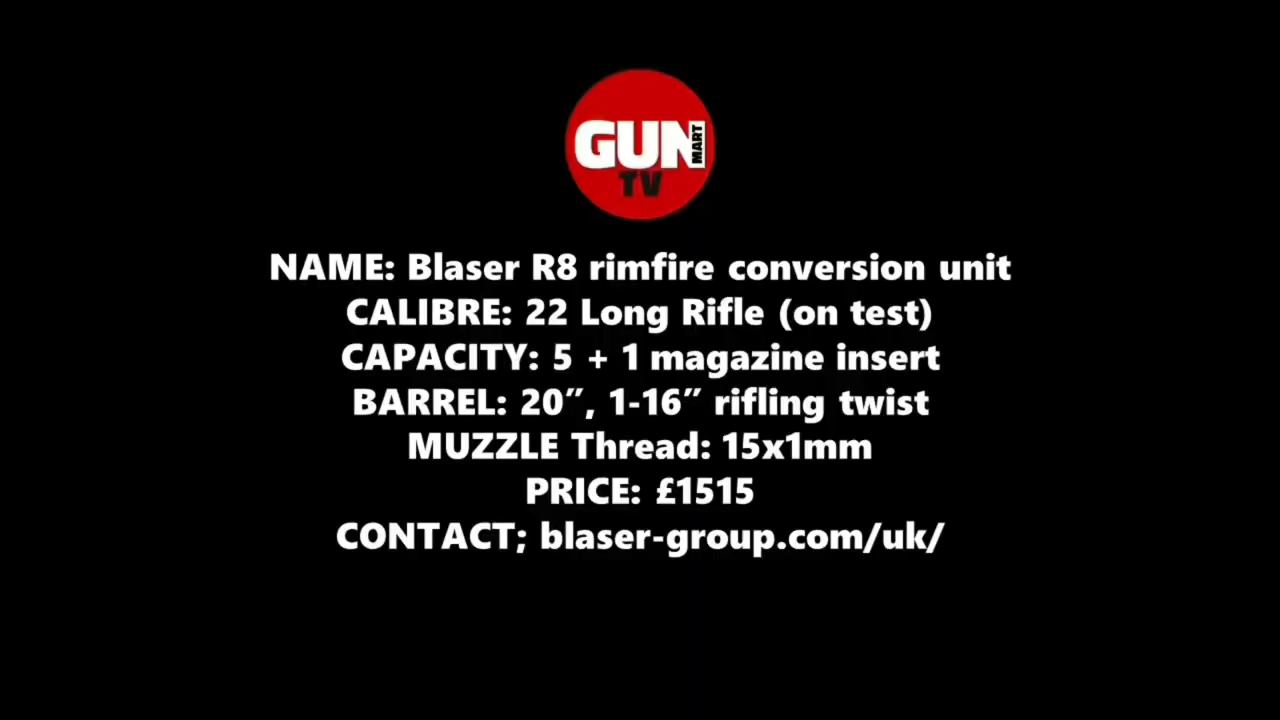 GUN MART
TV
NAME: Blaser R8 rimfire conversion unit
CALIBRE: 22 Long Rifle (on test)
CAPACITY: 5 + 1 magazine insert
BARREL: 20”, 1-16” rifling twist
MUZZLE Thread: 15x1mm
PRICE: £1515
CONTACT; blaser-group.com/uk/